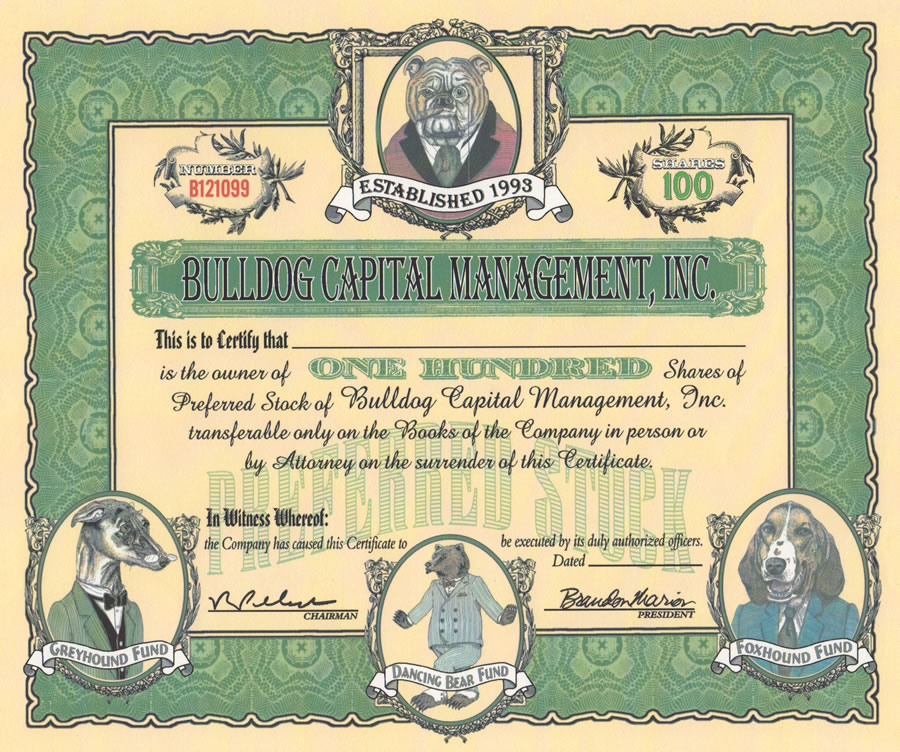 NUMBER
B121099
ESTABLISHED 1993
SHARES
100
BULLDOG CAPITAL MANAGEMENT, INC.
This is to Certify that
is the owner of ONE HUNDRED Shares of
Preferred Stock of Bulldog Capital Management, Inc.
transferable only on the Books of the Company in person or
by Attorney on the surrender of this Certificate.
PREFERRED STOCK
In Witness Whereof:
the Company has caused this Certificate to be executed by its duly authorized officers.
Dated
CHAIRMAN
Brandon Marion
PRESIDENT
GREYHOUND FUND
DANCING BEAR FUND
FOXHOUND FUND